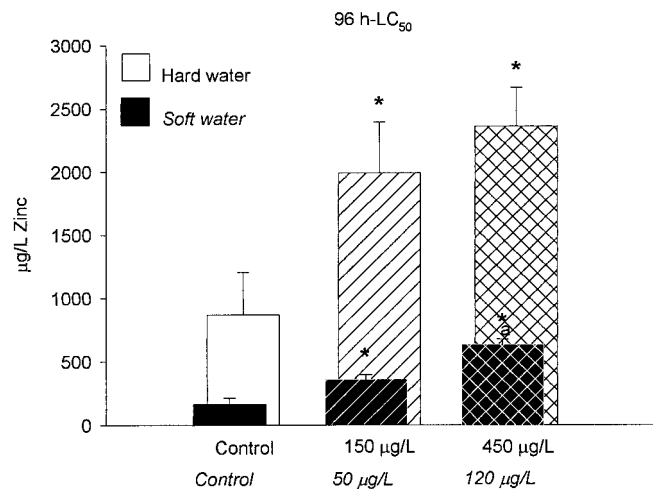 96 h-LC₅₀
3000
Hard water
Soft water
2500
2000
1500
1000
500
0
µg/L Zinc
*
*
*
*
a
Control 150 µg/L 450 µg/L
Control 50 µg/L 120 µg/L